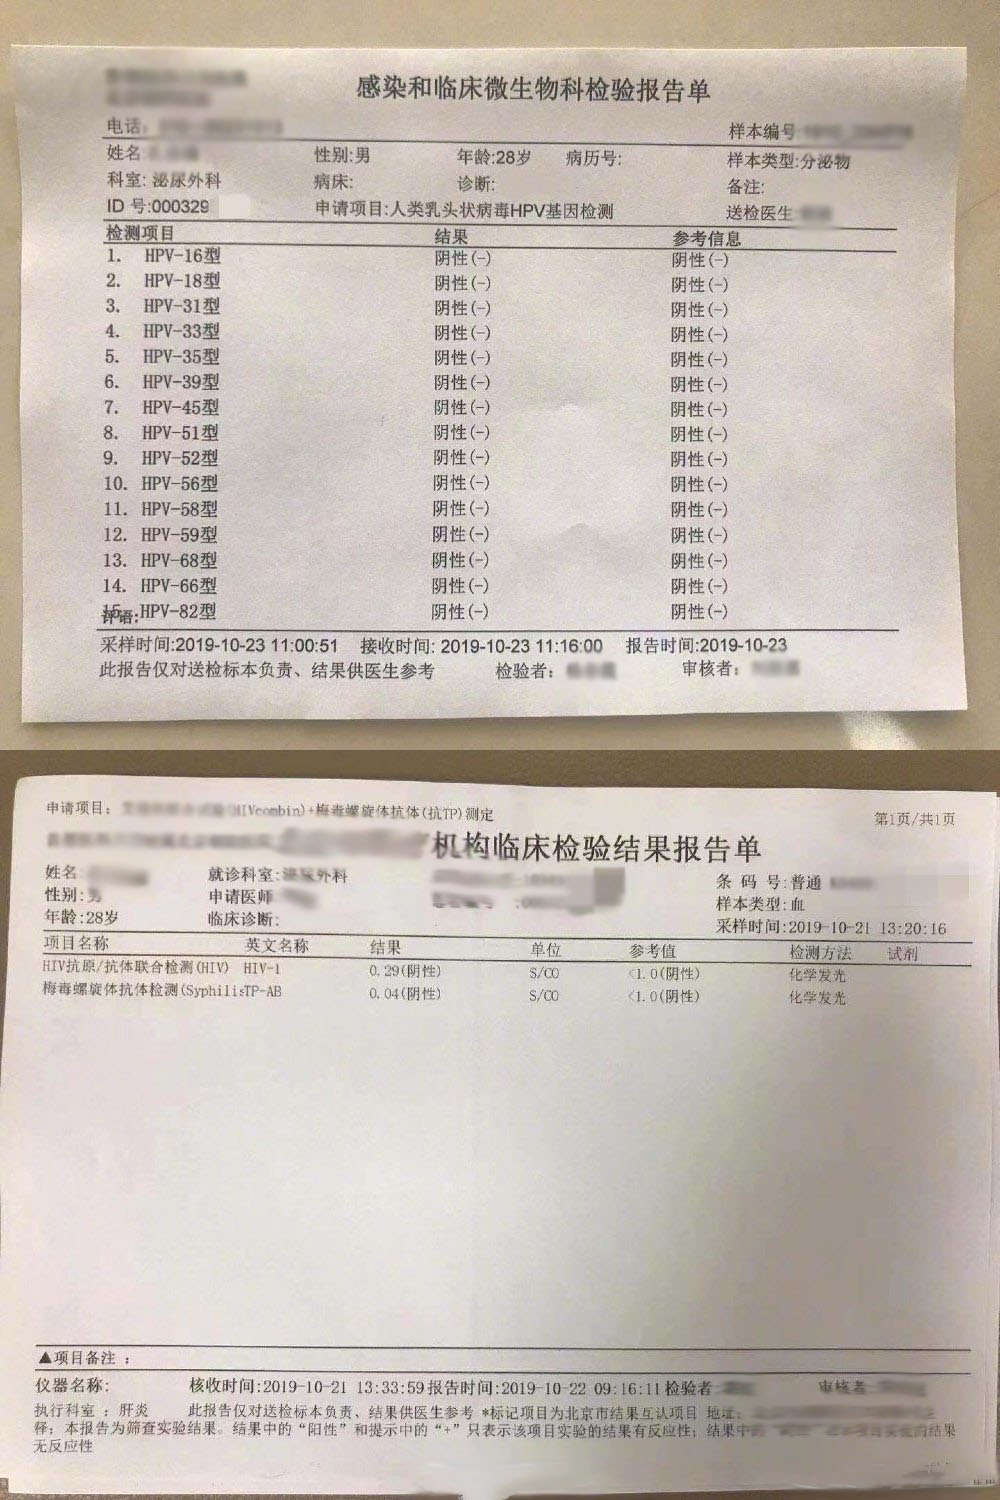 感染和临床微生物科检验报告单
电话: 样本编号
姓名 性别:男 年龄:28岁 病历号: 样本类型:分泌物
科室: 泌尿外科 病床: 诊断: 备注:
ID 号:000329 申请项目:人类乳头状病毒HPV基因检测 送检医生
检测项目 结果 参考信息
1. HPV-16型 阴性(-) 阴性(-)
2. HPV-18型 阴性(-) 阴性(-)
3. HPV-31型 阴性(-) 阴性(-)
4. HPV-33型 阴性(-) 阴性(-)
5. HPV-35型 阴性(-) 阴性(-)
6. HPV-39型 阴性(-) 阴性(-)
7. HPV-45型 阴性(-) 阴性(-)
8. HPV-51型 阴性(-) 阴性(-)
9. HPV-52型 阴性(-) 阴性(-)
10. HPV-56型 阴性(-) 阴性(-)
11. HPV-58型 阴性(-) 阴性(-)
12. HPV-59型 阴性(-) 阴性(-)
13. HPV-68型 阴性(-) 阴性(-)
14. HPV-66型 阴性(-) 阴性(-)
15. HPV-82型 阴性(-) 阴性(-)
评语:
采样时间:2019-10-23 11:00:51 接收时间: 2019-10-23 11:16:00 报告时间:2019-10-23
此报告仅对送检标本负责、结果供医生参考 检验者: 审核者:
申请项目: (HIVcombin)+梅毒螺旋体抗体(抗TP)测定 第1页/共1页
机构临床检验结果报告单
姓名 就诊科室:泌尿外科 条 码 号:普通
性别:男 申请医师 样本类型:血
年龄:28岁 临床诊断: 采样时间:2019-10-21 13:20:16
项目名称 英文名称 结果 单位 参考值 检测方法 试剂
HIV抗原/抗体联合检测(HIV) HIV-1 0.29(阴性) S/CO <1.0(阴性) 化学发光
梅毒螺旋体抗体检测(SyphilisTP-AB 0.04(阴性) S/CO <1.0(阴性) 化学发光
▲项目备注 :
仪器名称: 核收时间:2019-10-21 13:33:59 报告时间:2019-10-22 09:16:11 检验者 审核者
执行科室 : 肝炎 此报告仅对送检标本负责、结果供医生参考 *标记项目为北京市结果互认项目 地址:
样; 本报告为筛查实验结果。结果中的“阳性”和提示中的“+”只表示该项目实验的结果有反应性; 结果中 的结果
无反应性